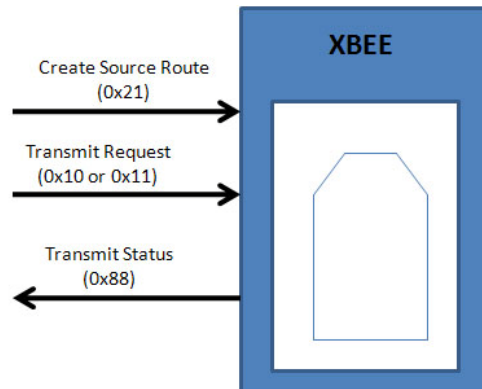 XBEE
Create Source Route
(0x21)
Transmit Request
(0x10 or 0x11)
Transmit Status
(0x88)